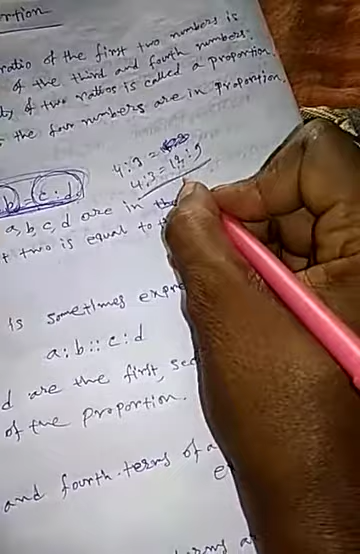 rtion
ratio of the first two numbers is
of the third and fourth numbers.
of two ratios is called a proportion.
the four numbers are in proportion.
4:3 =
4:3 = 12:9
b = c : d
a, b, c, d are in
t two is equal to
is sometimes expre
a : b :: c : d
d are the first, sec
of the proportion.
and fourth terms of a